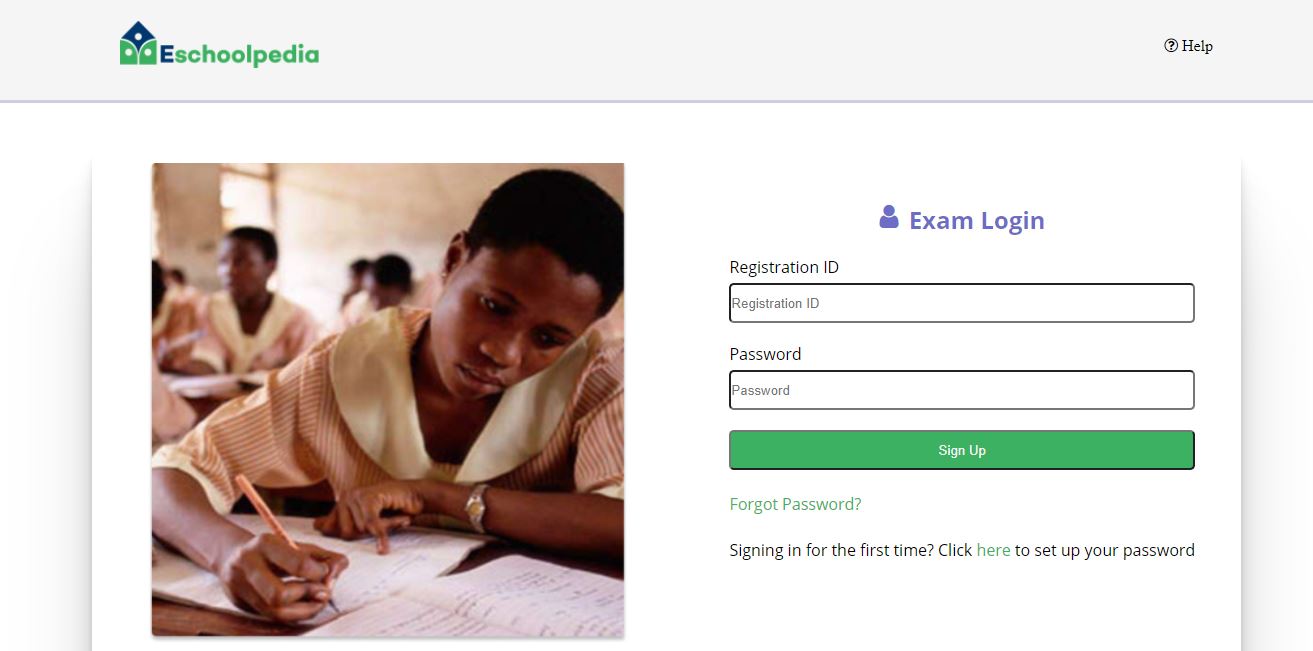 Eschoolpedia
Help
Exam Login
Registration ID
Registration ID
Password
Password
Sign Up
Forgot Password?
Signing in for the first time? Click here to set up your password